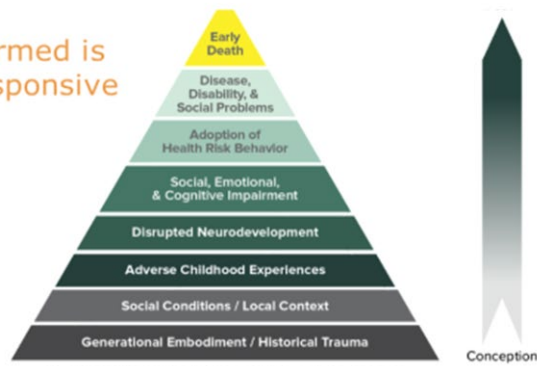 rmed is
sponsive
Early
Death
Disease,
Disability, &
Social Problems
Adoption of
Health Risk Behavior
Social, Emotional,
& Cognitive Impairment
Disrupted Neurodevelopment
Adverse Childhood Experiences
Social Conditions / Local Context
Generational Embodiment / Historical Trauma
Conception